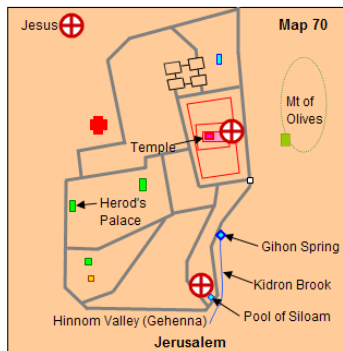 Jesus
Map 70
Mt of
Olives
Temple
Herod's
Palace
Gihon Spring
Kidron Brook
Pool of Siloam
Hinnom Valley (Gehenna)
Jerusalem